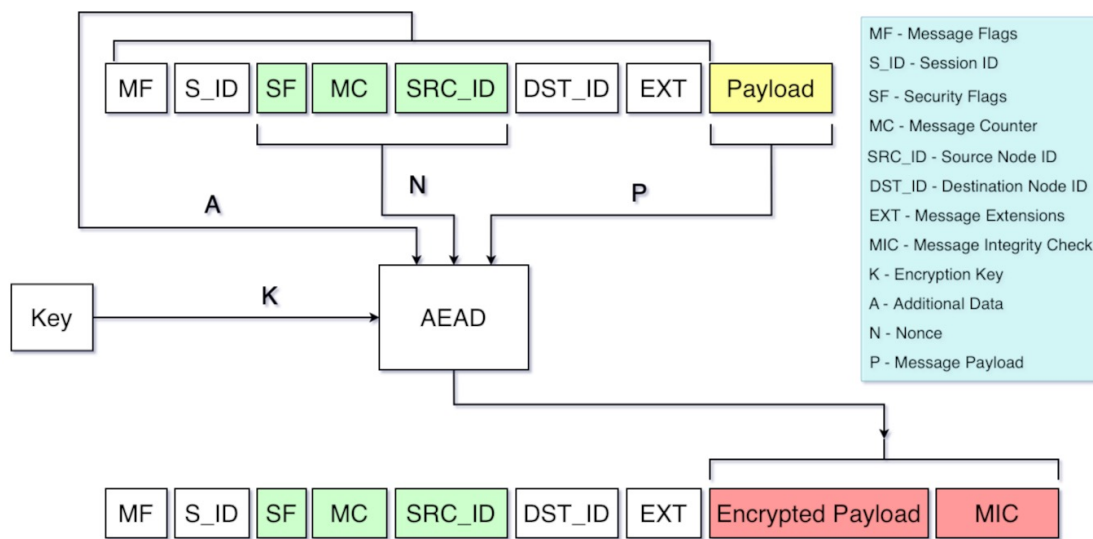 MF S_ID SF MC SRC_ID DST_ID EXT Payload
N
P
A
K
Key
AEAD
MF S_ID SF MC SRC_ID DST_ID EXT Encrypted Payload MIC
MF - Message Flags
S_ID - Session ID
SF - Security Flags
MC - Message Counter
SRC_ID - Source Node ID
DST_ID - Destination Node ID
EXT - Message Extensions
MIC - Message Integrity Check
K - Encryption Key
A - Additional Data
N - Nonce
P - Message Payload